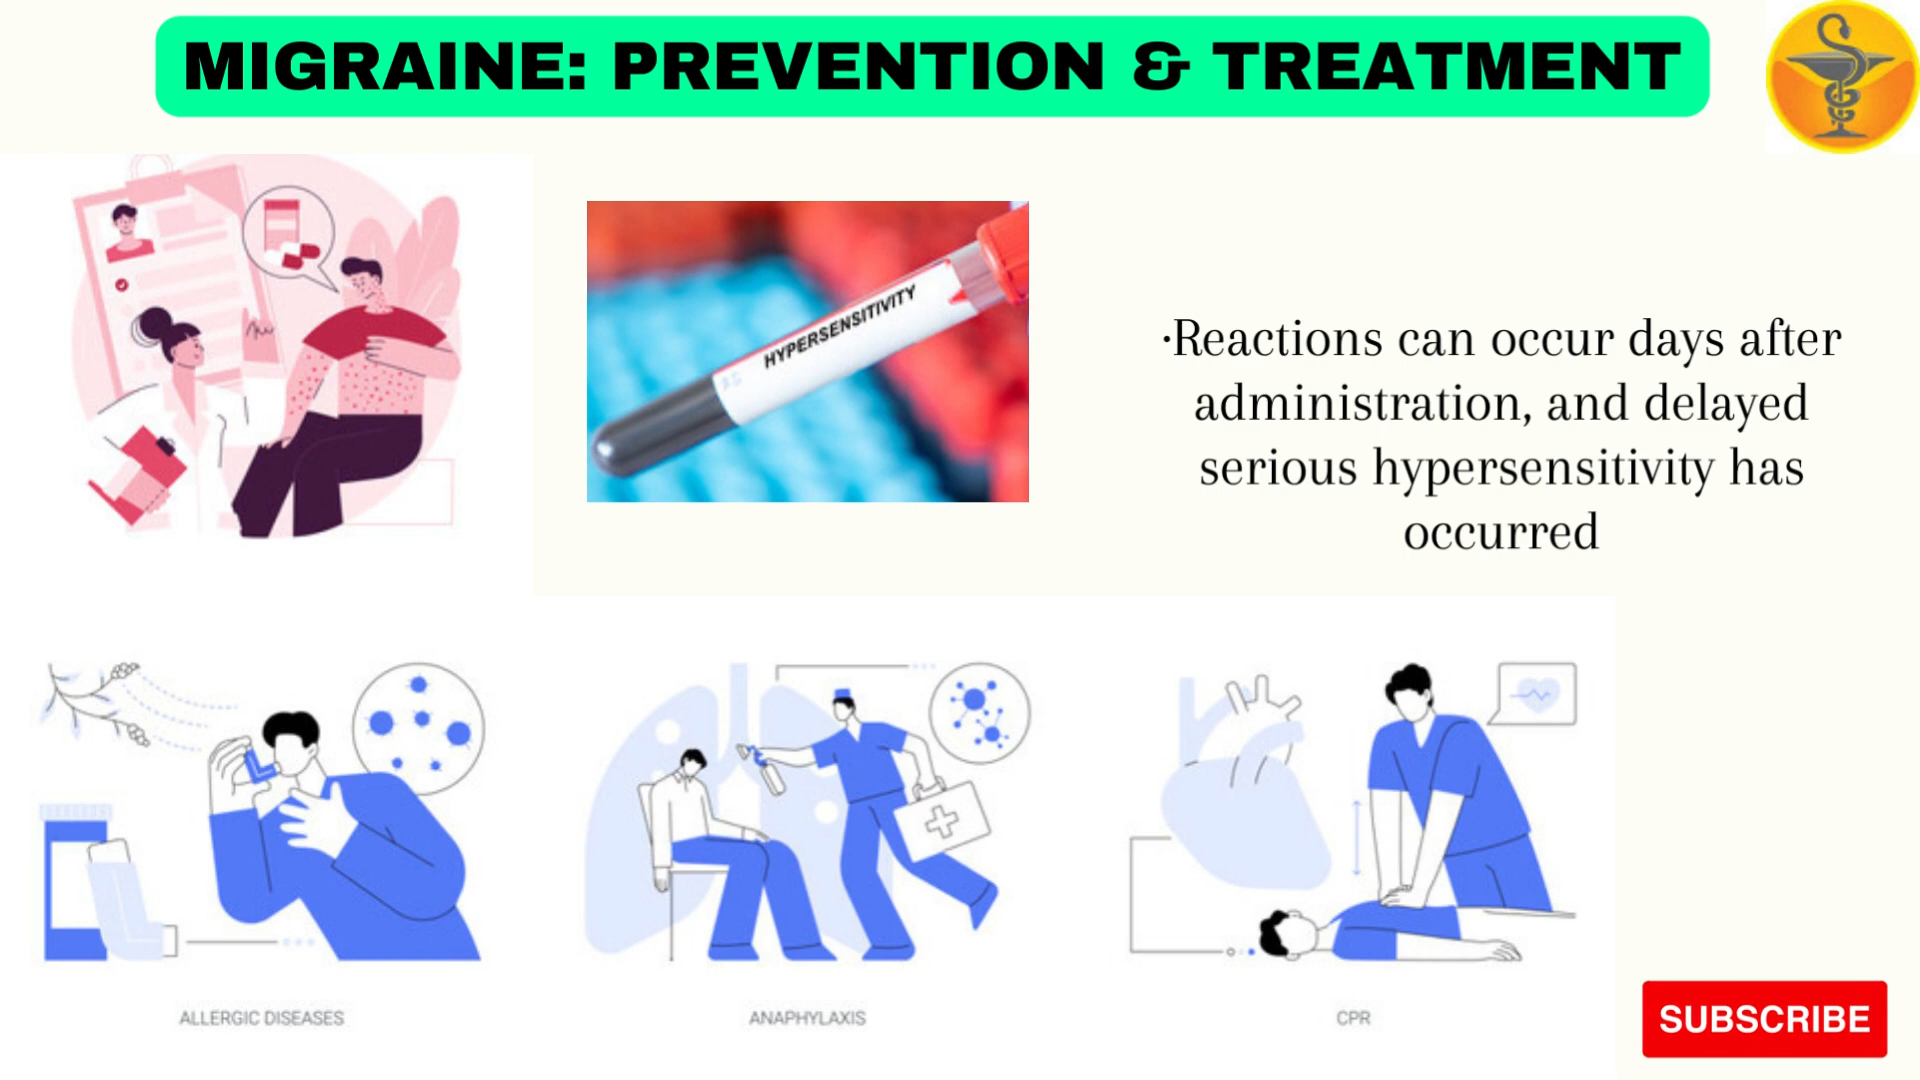 MIGRAINE: PREVENTION & TREATMENT
HYPERSENSITIVITY
·Reactions can occur days after
administration, and delayed
serious hypersensitivity has
occurred
ALLERGIC DISEASES
ANAPHYLAXIS
CPR
SUBSCRIBE